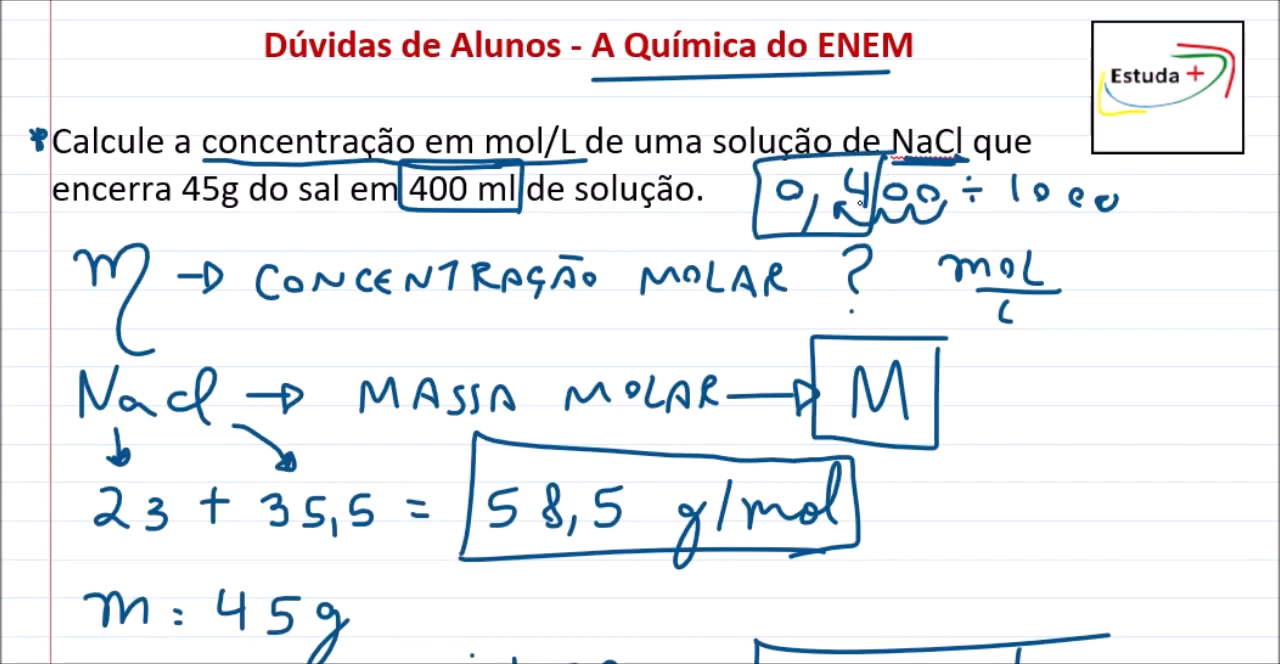 Dúvidas de Alunos - A Química do ENEM
Estuda +
*Calcule a concentração em mol/L de uma solução de NaCl que
encerra 45g do sal em 400 ml de solução.
0,400 ÷ 1000
m → CONCENTRAÇÃO MOLAR ? mol/L
NaCl → MASSA MOLAR → M
23 + 35,5 = 58,5 g/mol
m: 45g